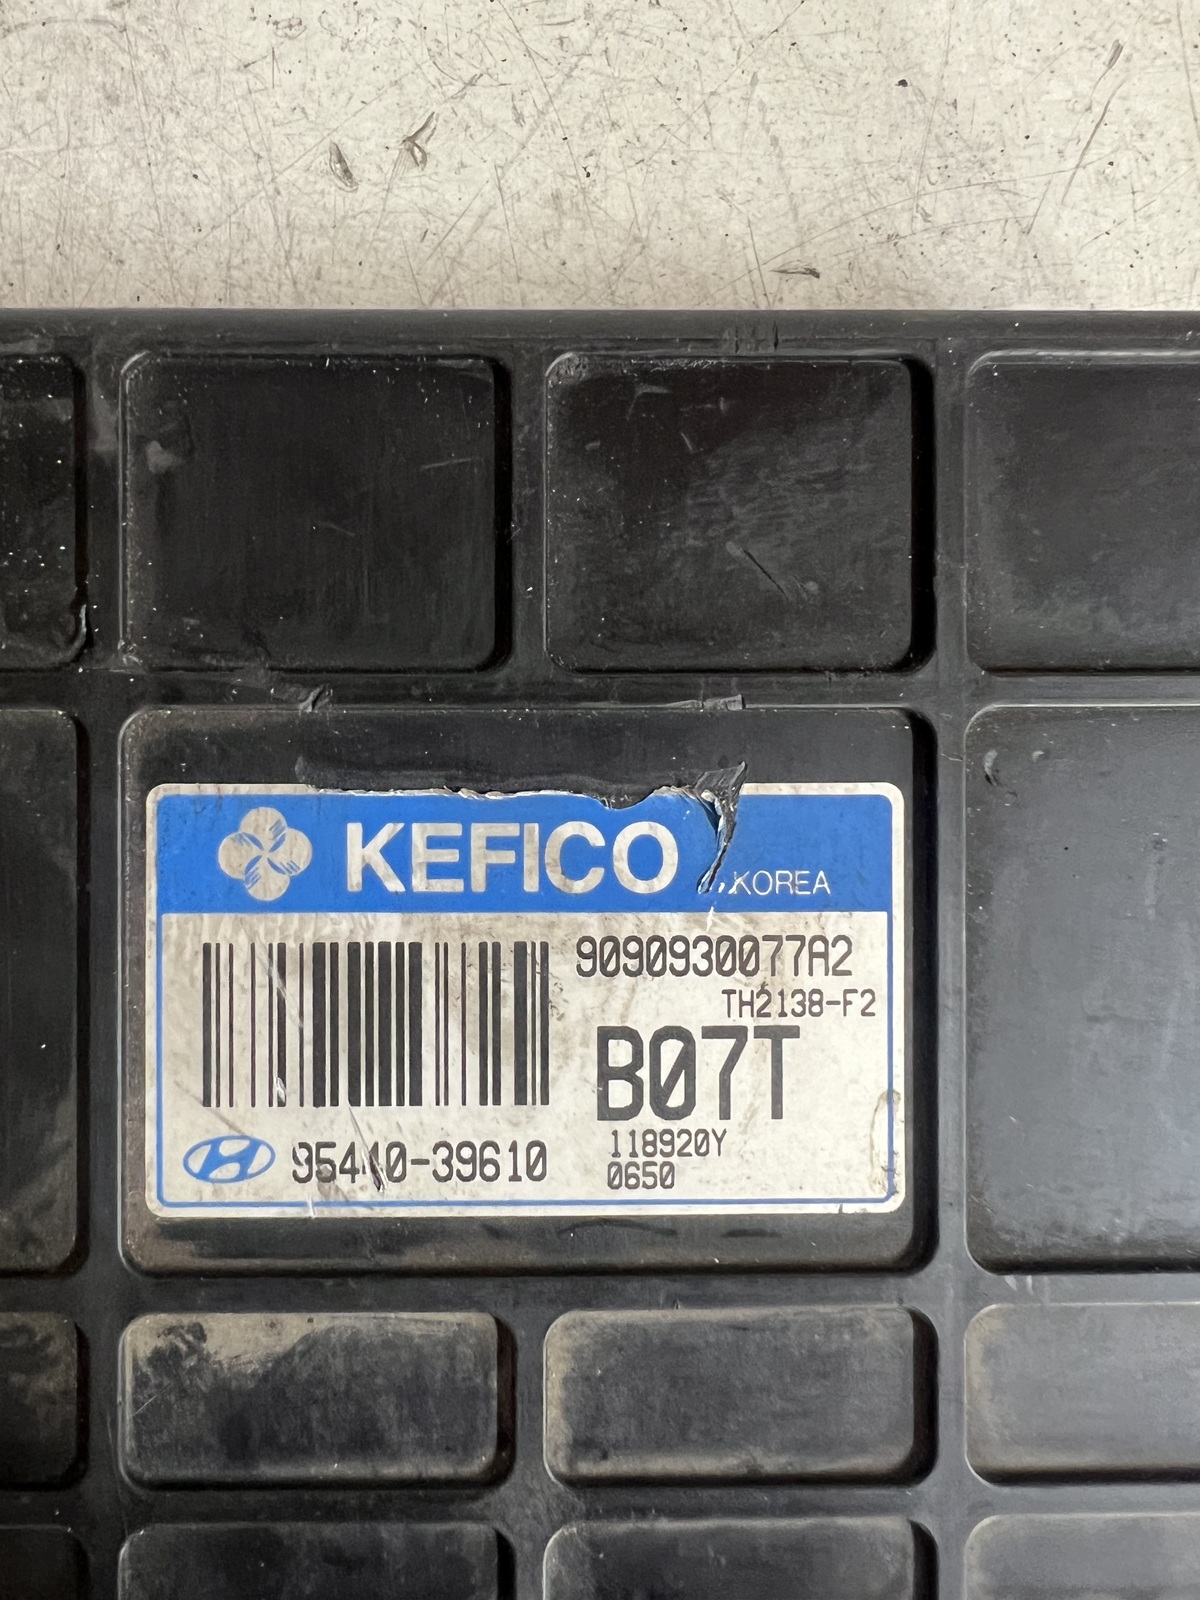 KEFICO
KOREA
9090930077A2
TH2138-F2
B07T
118920Y
95440-39610
0650